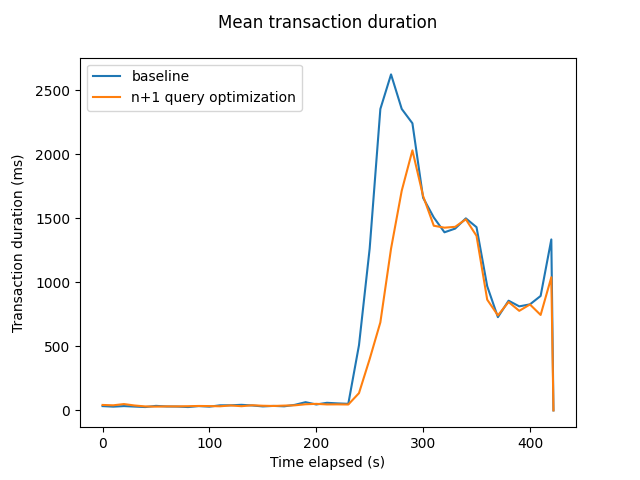 Mean transaction duration
baseline
n+1 query optimization
Transaction duration (ms)
2500
2000
1500
1000
500
0
0 100 200 300 400
Time elapsed (s)